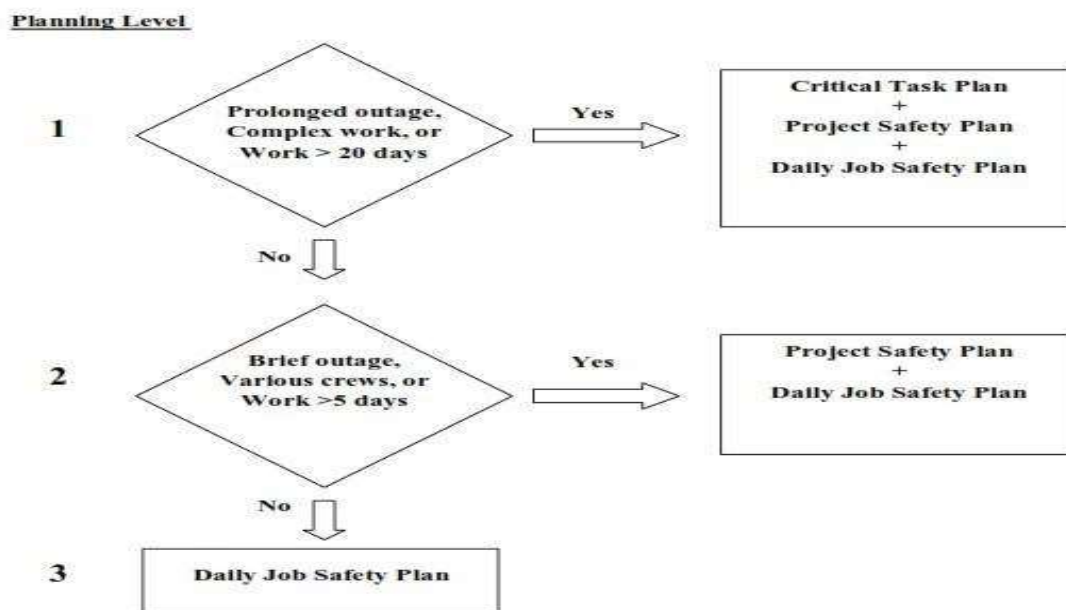 Planning Level
1
Prolonged outage,
Complex work, or
Work > 20 days
Yes
Critical Task Plan
+
Project Safety Plan
+
Daily Job Safety Plan
No
2
Brief outage,
Various crews, or
Work >5 days
Yes
Project Safety Plan
+
Daily Job Safety Plan
No
3
Daily Job Safety Plan